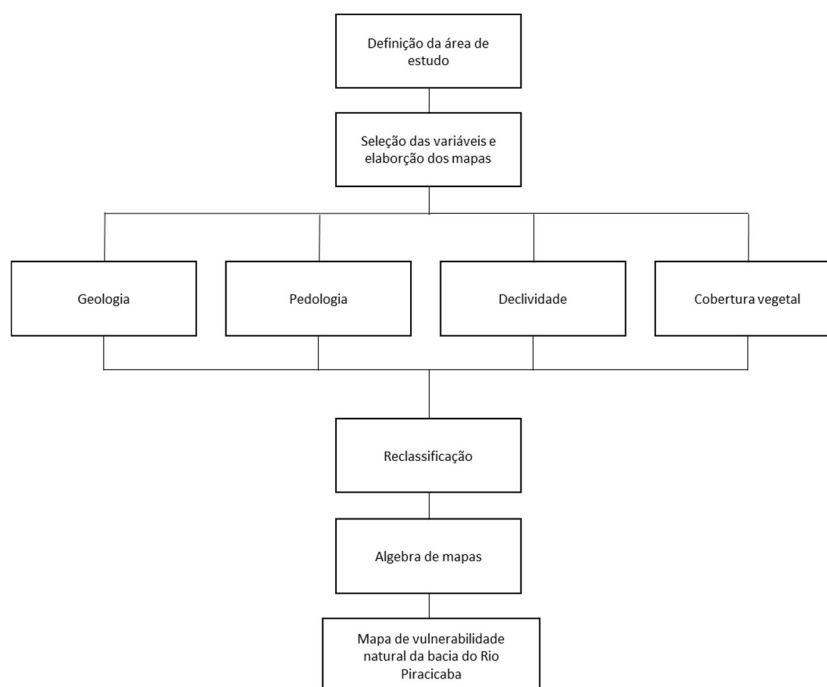 Definição da área de
estudo
Seleção das variáveis e
elaborção dos mapas
Geologia
Pedologia
Declividade
Cobertura vegetal
Reclassificação
Algebra de mapas
Mapa de vulnerabilidade
natural da bacia do Rio
Piracicaba